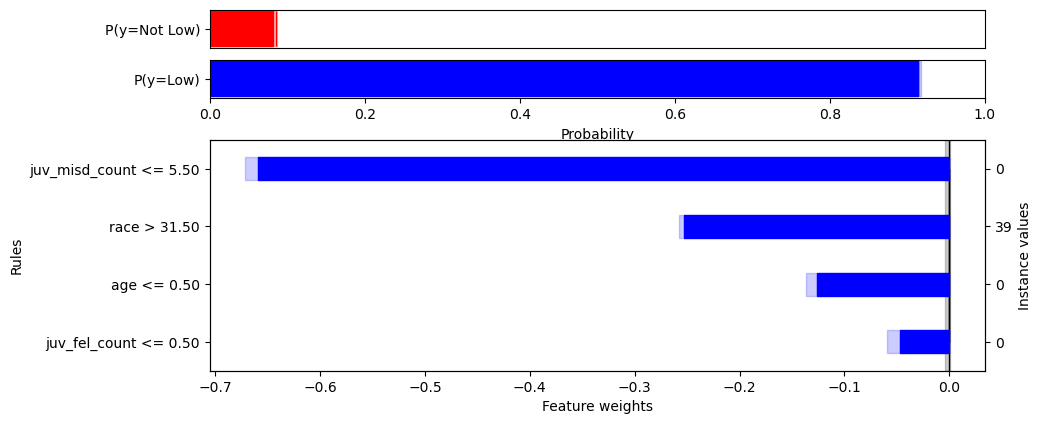 P(y=Not Low)
P(y=Low)
0.0 0.2 0.4 0.6 0.8 1.0
Probability
juv_misd_count <= 5.50 0
race > 31.50 39
age <= 0.50 0
juv_fel_count <= 0.50 0
Rules
Instance values
−0.7 −0.6 −0.5 −0.4 −0.3 −0.2 −0.1 0.0
Feature weights